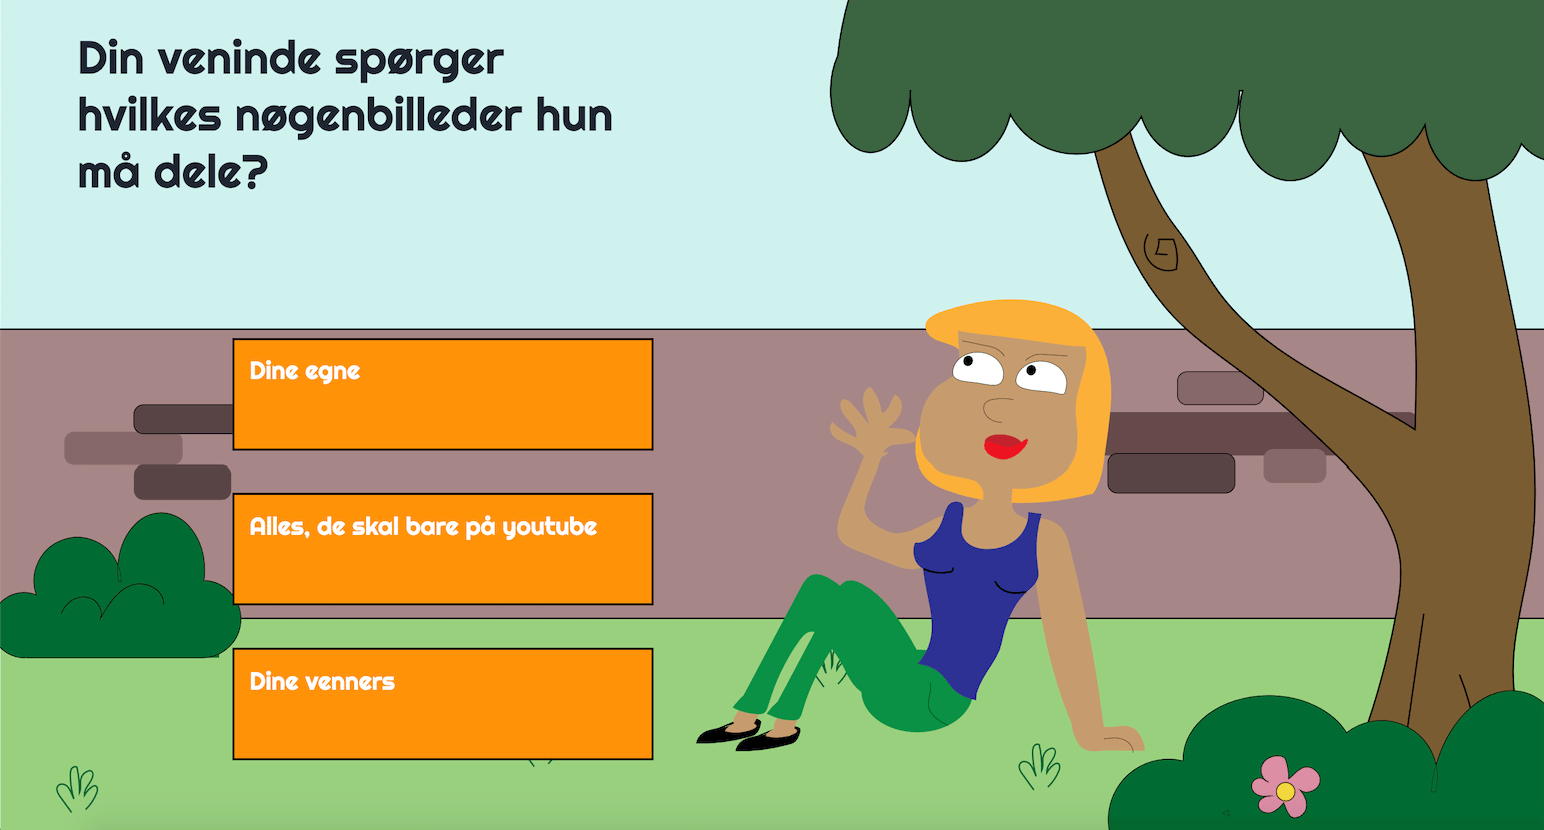 Din veninde spørger
hvilkes nøgenbilleder hun
må dele?
Dine egne
Alles, de skal bare på youtube
Dine venners